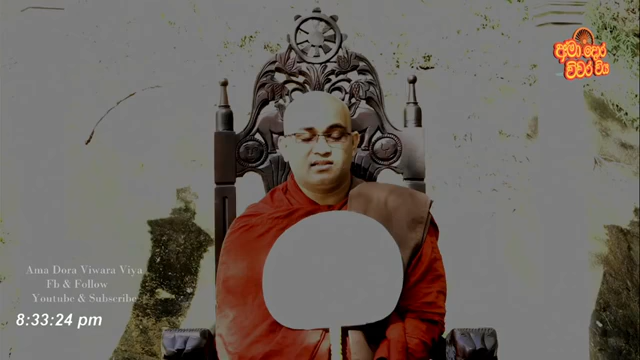 අමා දොර
විවර විය
Ama Dora Viwara Viya
Fb & Follow
Youtube & Subscribe
8:33:24 pm